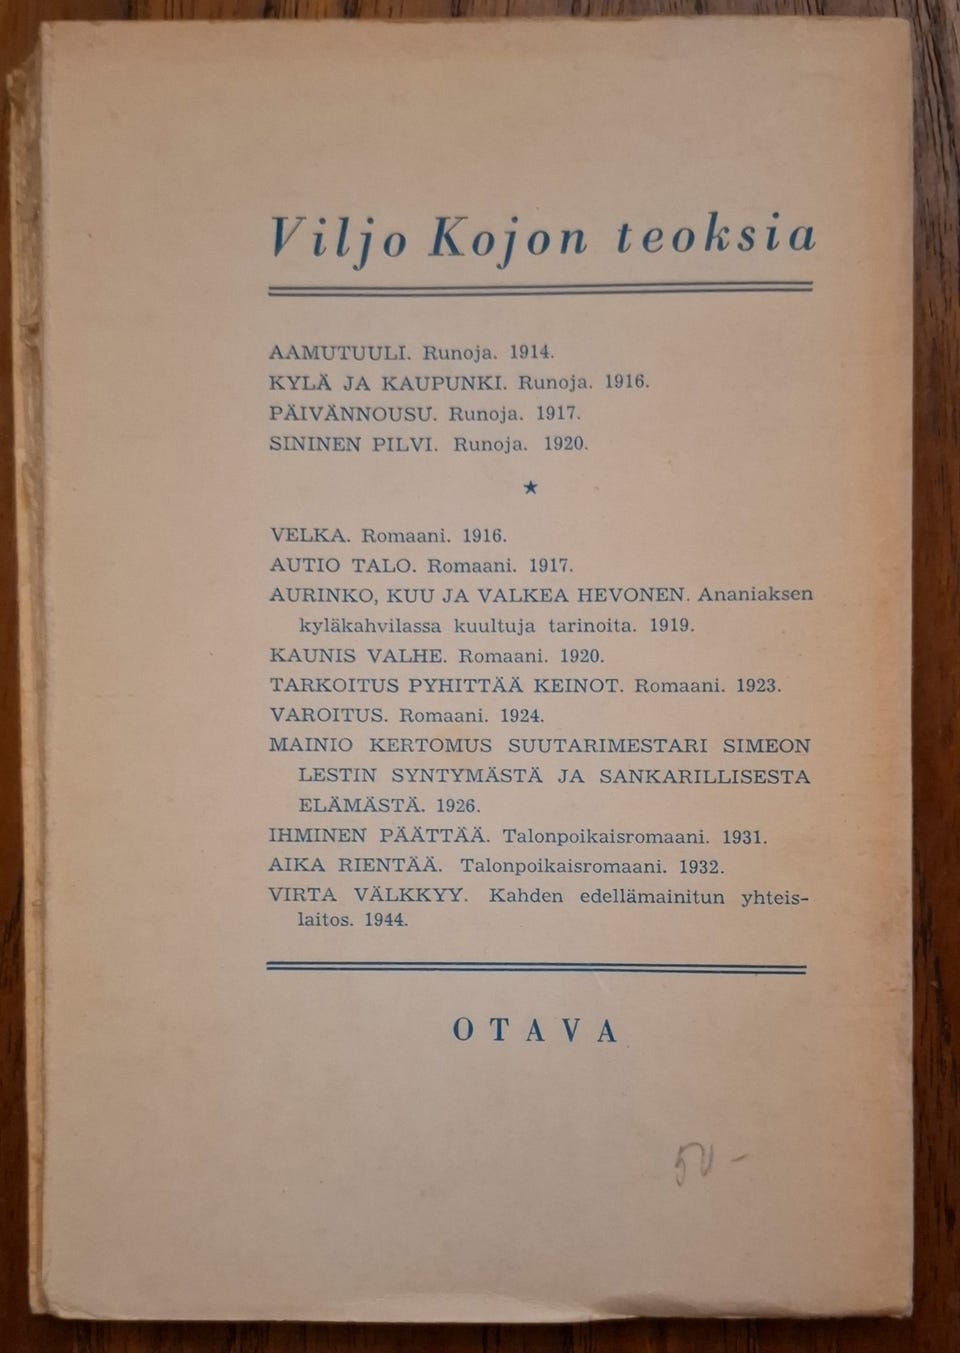 Viljo Kojon teoksia
AAMUTUULI. Runoja. 1914.
KYLÄ JA KAUPUNKI. Runoja. 1916.
PÄIVÄNNOUSU. Runoja. 1917.
SININEN PILVI. Runoja. 1920.
★
VELKA. Romaani. 1916.
AUTIO TALO. Romaani. 1917.
AURINKO, KUU JA VALKEA HEVONEN. Ananiaksen
kyläkahvilassa kuultuja tarinoita. 1919.
KAUNIS VALHE. Romaani. 1920.
TARKOITUS PYHITTÄÄ KEINOT. Romaani. 1923.
VAROITUS. Romaani. 1924.
MAINIO KERTOMUS SUUTARIMESTARI SIMEON
LESTIN SYNTYMÄSTÄ JA SANKARILLISESTA
ELÄMÄSTÄ. 1926.
IHMINEN PÄÄTTÄÄ. Talonpoikaisromaani. 1931.
AIKA RIENTÄÄ. Talonpoikaisromaani. 1932.
VIRTA VÄLKKYY. Kahden edellämainitun yhteis-
laitos. 1944.
OTAVA
50 -